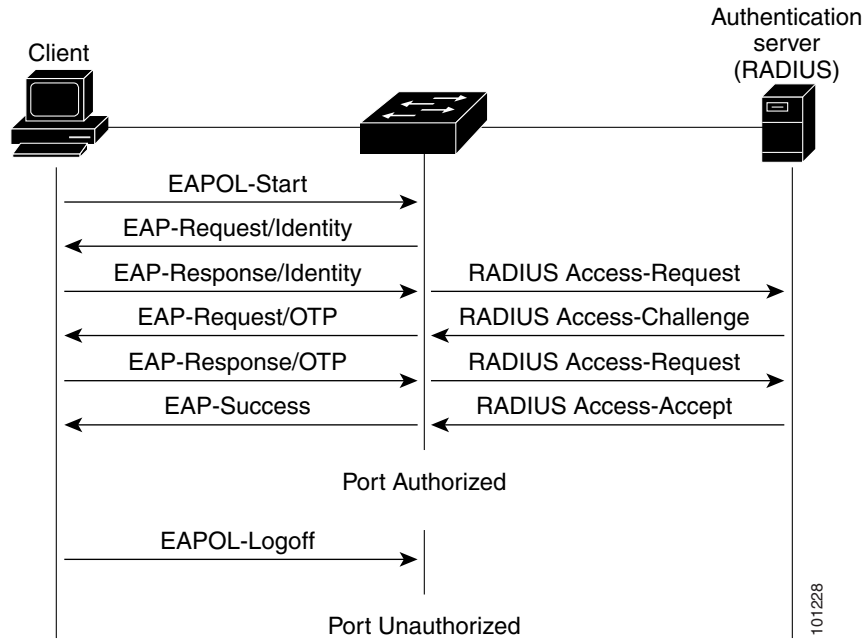 Client
Authentication
server
(RADIUS)
EAPOL-Start
EAP-Request/Identity
EAP-Response/Identity
RADIUS Access-Request
EAP-Request/OTP
RADIUS Access-Challenge
EAP-Response/OTP
RADIUS Access-Request
EAP-Success
RADIUS Access-Accept
Port Authorized
EAPOL-Logoff
Port Unauthorized
101228